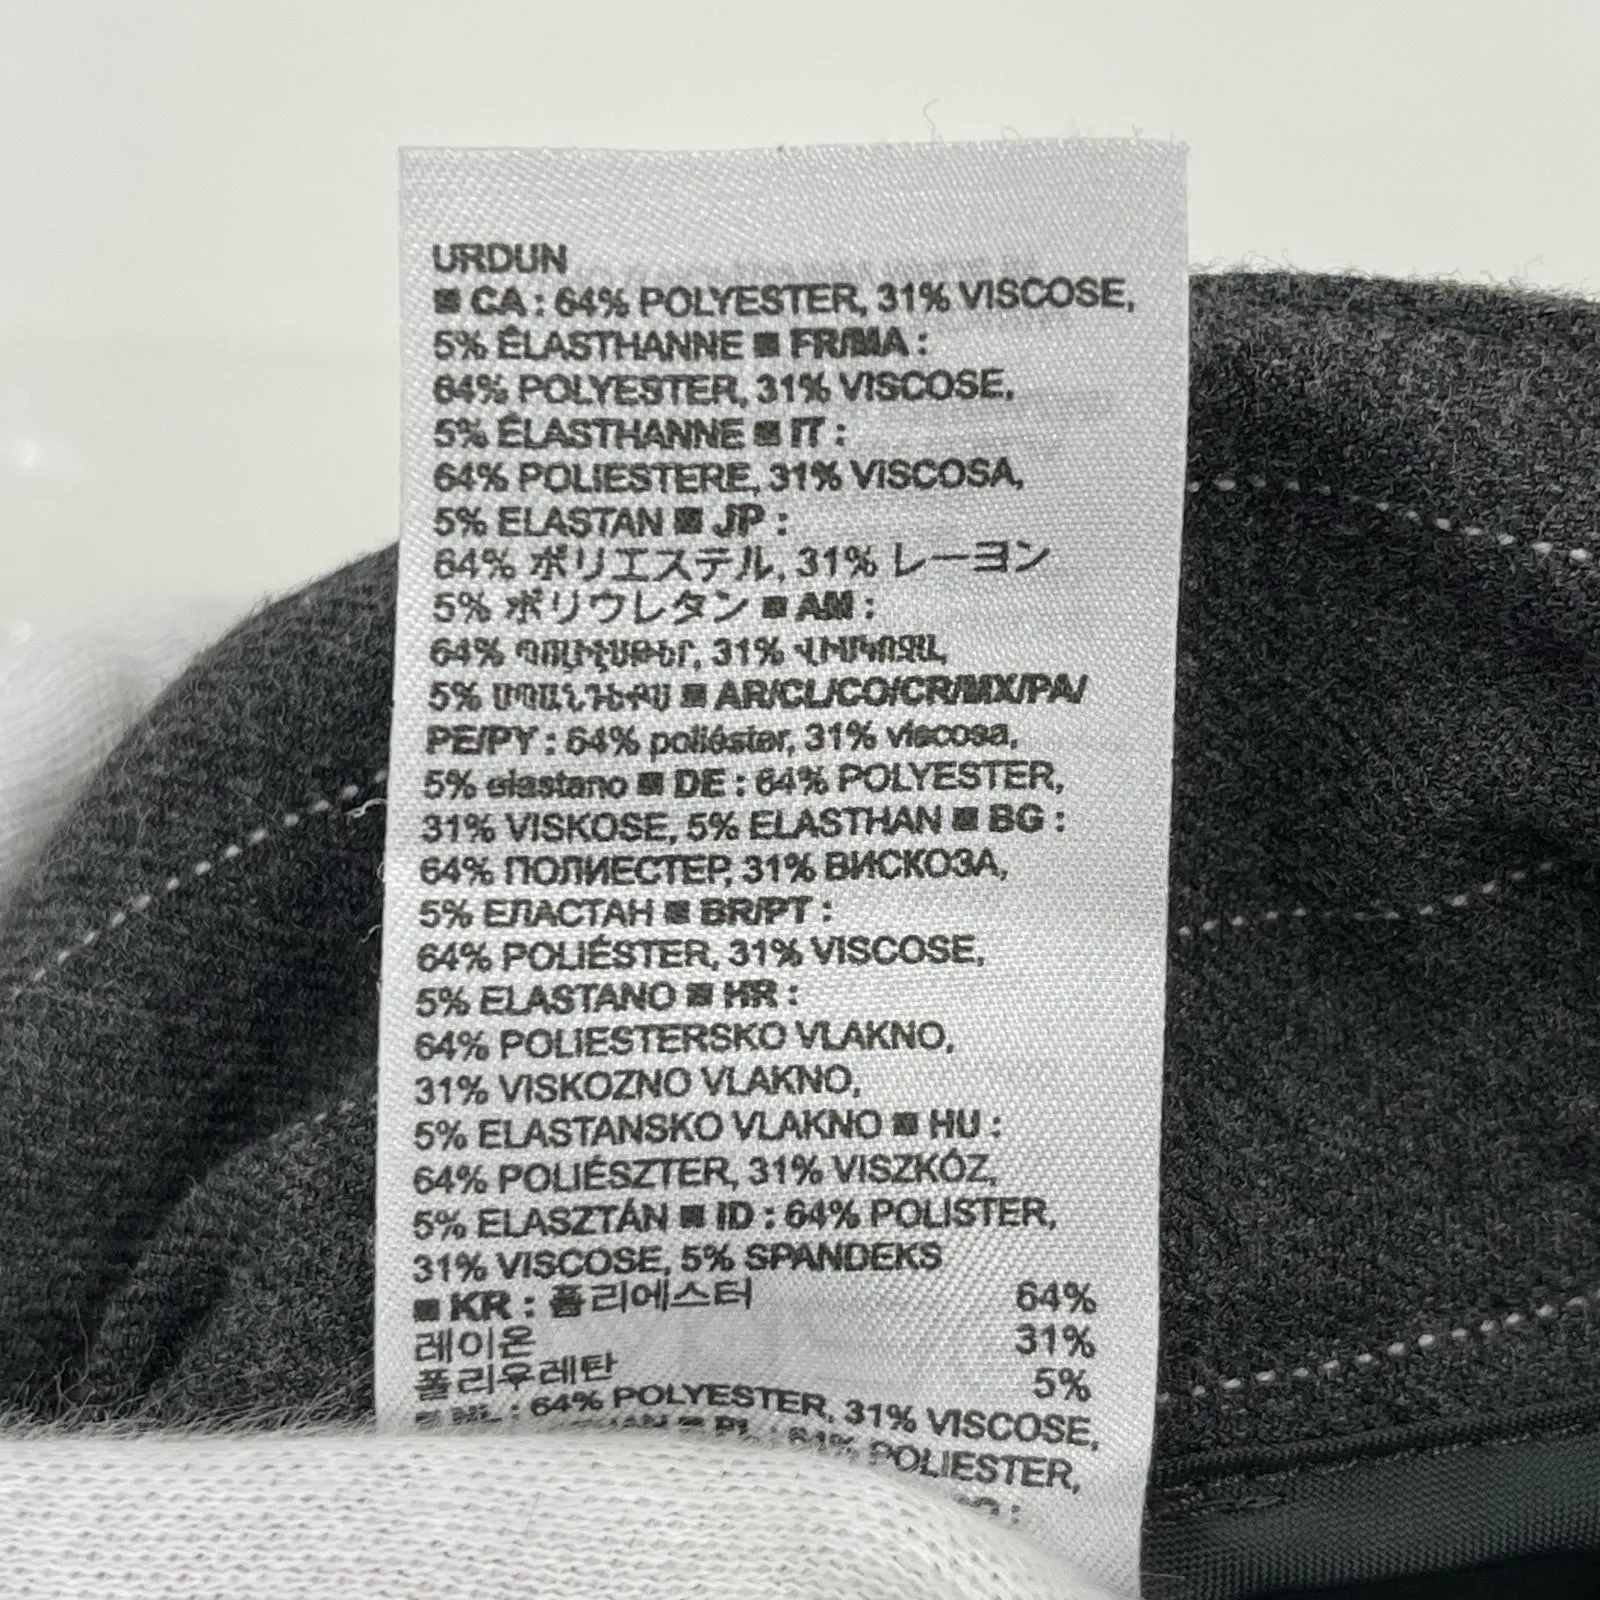 URDUN
■ CA : 64% POLYESTER, 31% VISCOSE,
5% ÉLASTHANNE ■ FR/MA :
64% POLYESTER, 31% VISCOSE,
5% ÉLASTHANNE ■ IT :
64% POLIESTERE, 31% VISCOSA,
5% ELASTAN ■ JP :
64% ポリエステル, 31% レーヨン
5% ポリウレタン ■ AM :
64% 31%
5% ■ AR/CL/CO/CR/MX/PA/
PE/PY : 64% poliéster, 31% viscosa,
5% elastano ■ DE : 64% POLYESTER,
31% VISKOSE, 5% ELASTHAN ■ BG :
64% ПОЛИЕСТЕР, 31% ВИСКОЗА,
5% ЕЛАСТАН ■ BR/PT :
64% POLIÉSTER, 31% VISCOSE,
5% ELASTANO ■ HR :
64% POLIESTERSKO VLAKNO,
31% VISKOZNO VLAKNO,
5% ELASTANSKO VLAKNO ■ HU :
64% POLIÉSZTER, 31% VISZKÓZ,
5% ELASZTÁN ■ ID : 64% POLISTER,
31% VISCOSE, 5% SPANDEKS
■ KR : 폴리에스터 64%
레이온 31%
폴리우레탄 5%
■ NL : 64% POLYESTER, 31% VISCOSE,
■ PL : 64% POLIESTER,